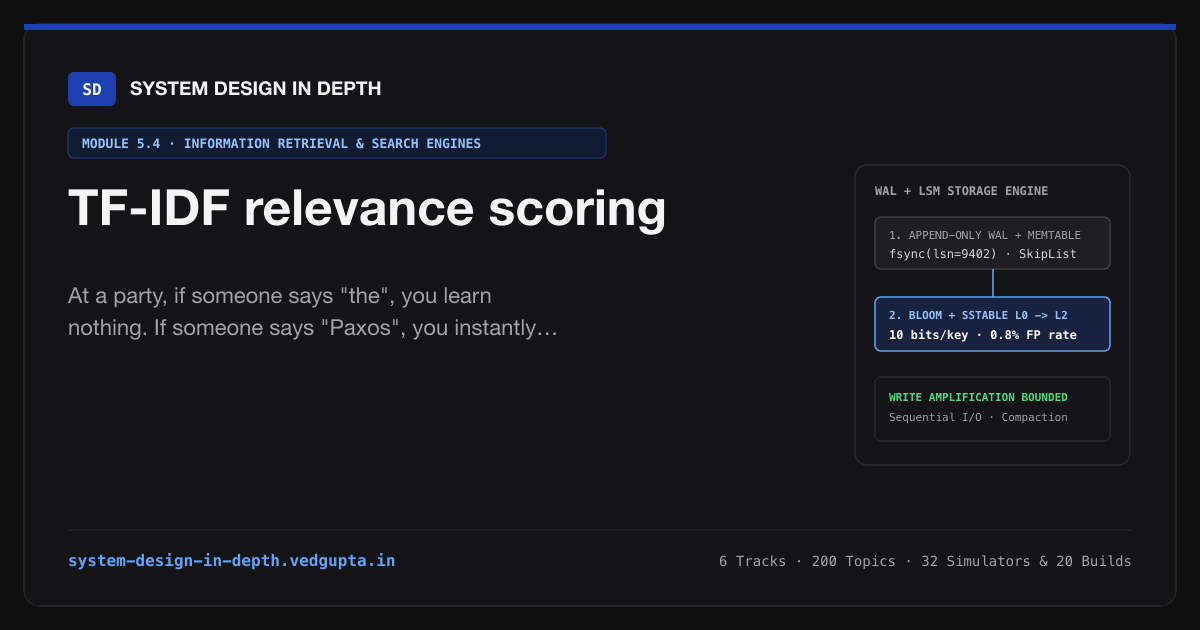 SD
SYSTEM DESIGN IN DEPTH
MODULE 5.4 · INFORMATION RETRIEVAL & SEARCH ENGINES
TF-IDF relevance scoring
At a party, if someone says "the", you learn
nothing. If someone says "Paxos", you instantly…
WAL + LSM STORAGE ENGINE
1. APPEND-ONLY WAL + MEMTABLE
fsync(lsn=9402) · SkipList
2. BLOOM + SSTABLE L0 -> L2
10 bits/key · 0.8% FP rate
WRITE AMPLIFICATION BOUNDED
Sequential I/O · Compaction
system-design-in-depth.vedgupta.in
6 Tracks · 200 Topics · 32 Simulators & 20 Builds